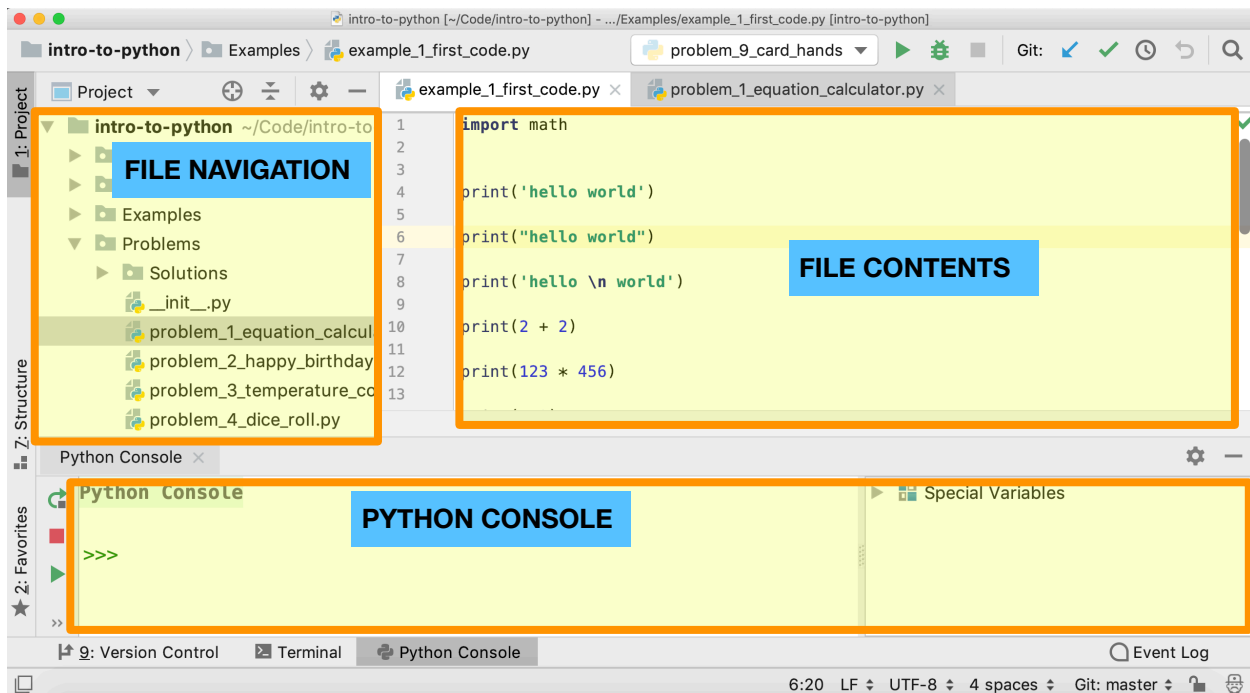 intro-to-python [~/Code/intro-to-python] - .../Examples/example_1_first_code.py [intro-to-python]
intro-to-python Examples example_1_first_code.py problem_9_card_hands Git:
1: Project
Project
example_1_first_code.py problem_1_equation_calculator.py
intro-to-python ~/Code/intro-to
FILE NAVIGATION
Examples
Problems
Solutions
__init__.py
problem_1_equation_calcul
problem_2_happy_birthday
problem_3_temperature_co
problem_4_dice_roll.py
1 import math
2
3
4 print('hello world')
5
6 print("hello world")
7
8 print('hello \n world')
9
10 print(2 + 2)
11
12 print(123 * 456)
13
FILE CONTENTS
Z: Structure
2: Favorites
Python Console
Python Console
>>>
PYTHON CONSOLE
Special Variables
9: Version Control Terminal Python Console Event Log
6:20 LF UTF-8 4 spaces Git: master